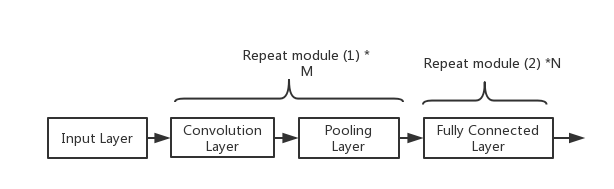 Repeat module (1) *
M
Repeat module (2) *N
Input Layer
Convolution
Layer
Pooling
Layer
Fully Connected
Layer